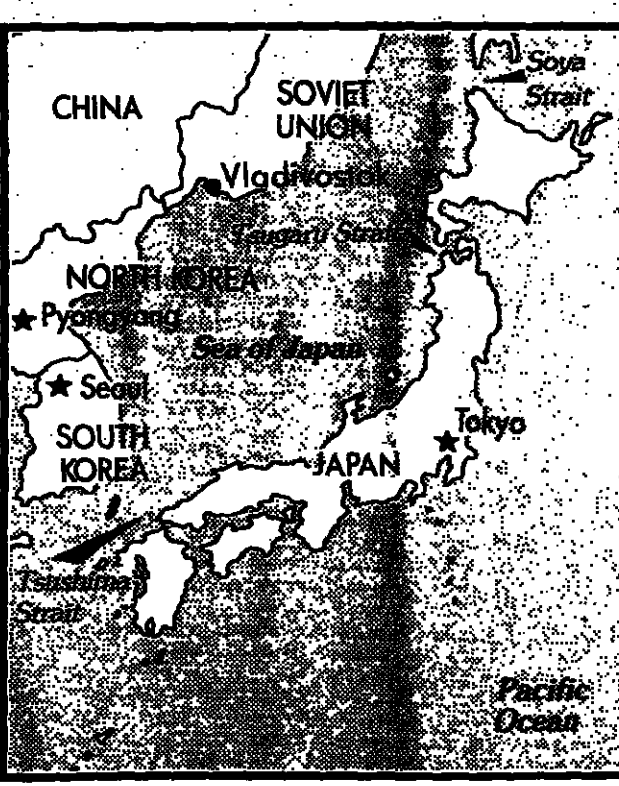 Soya
Strait
CHINA
SOVIET
UNION
Vladivostok
Tsugaru Strait
NORTH KOREA
Pyongyang
Sea of Japan
Seoul
Tokyo
SOUTH
KOREA
JAPAN
Tsushima
Strait
Pacific
Ocean